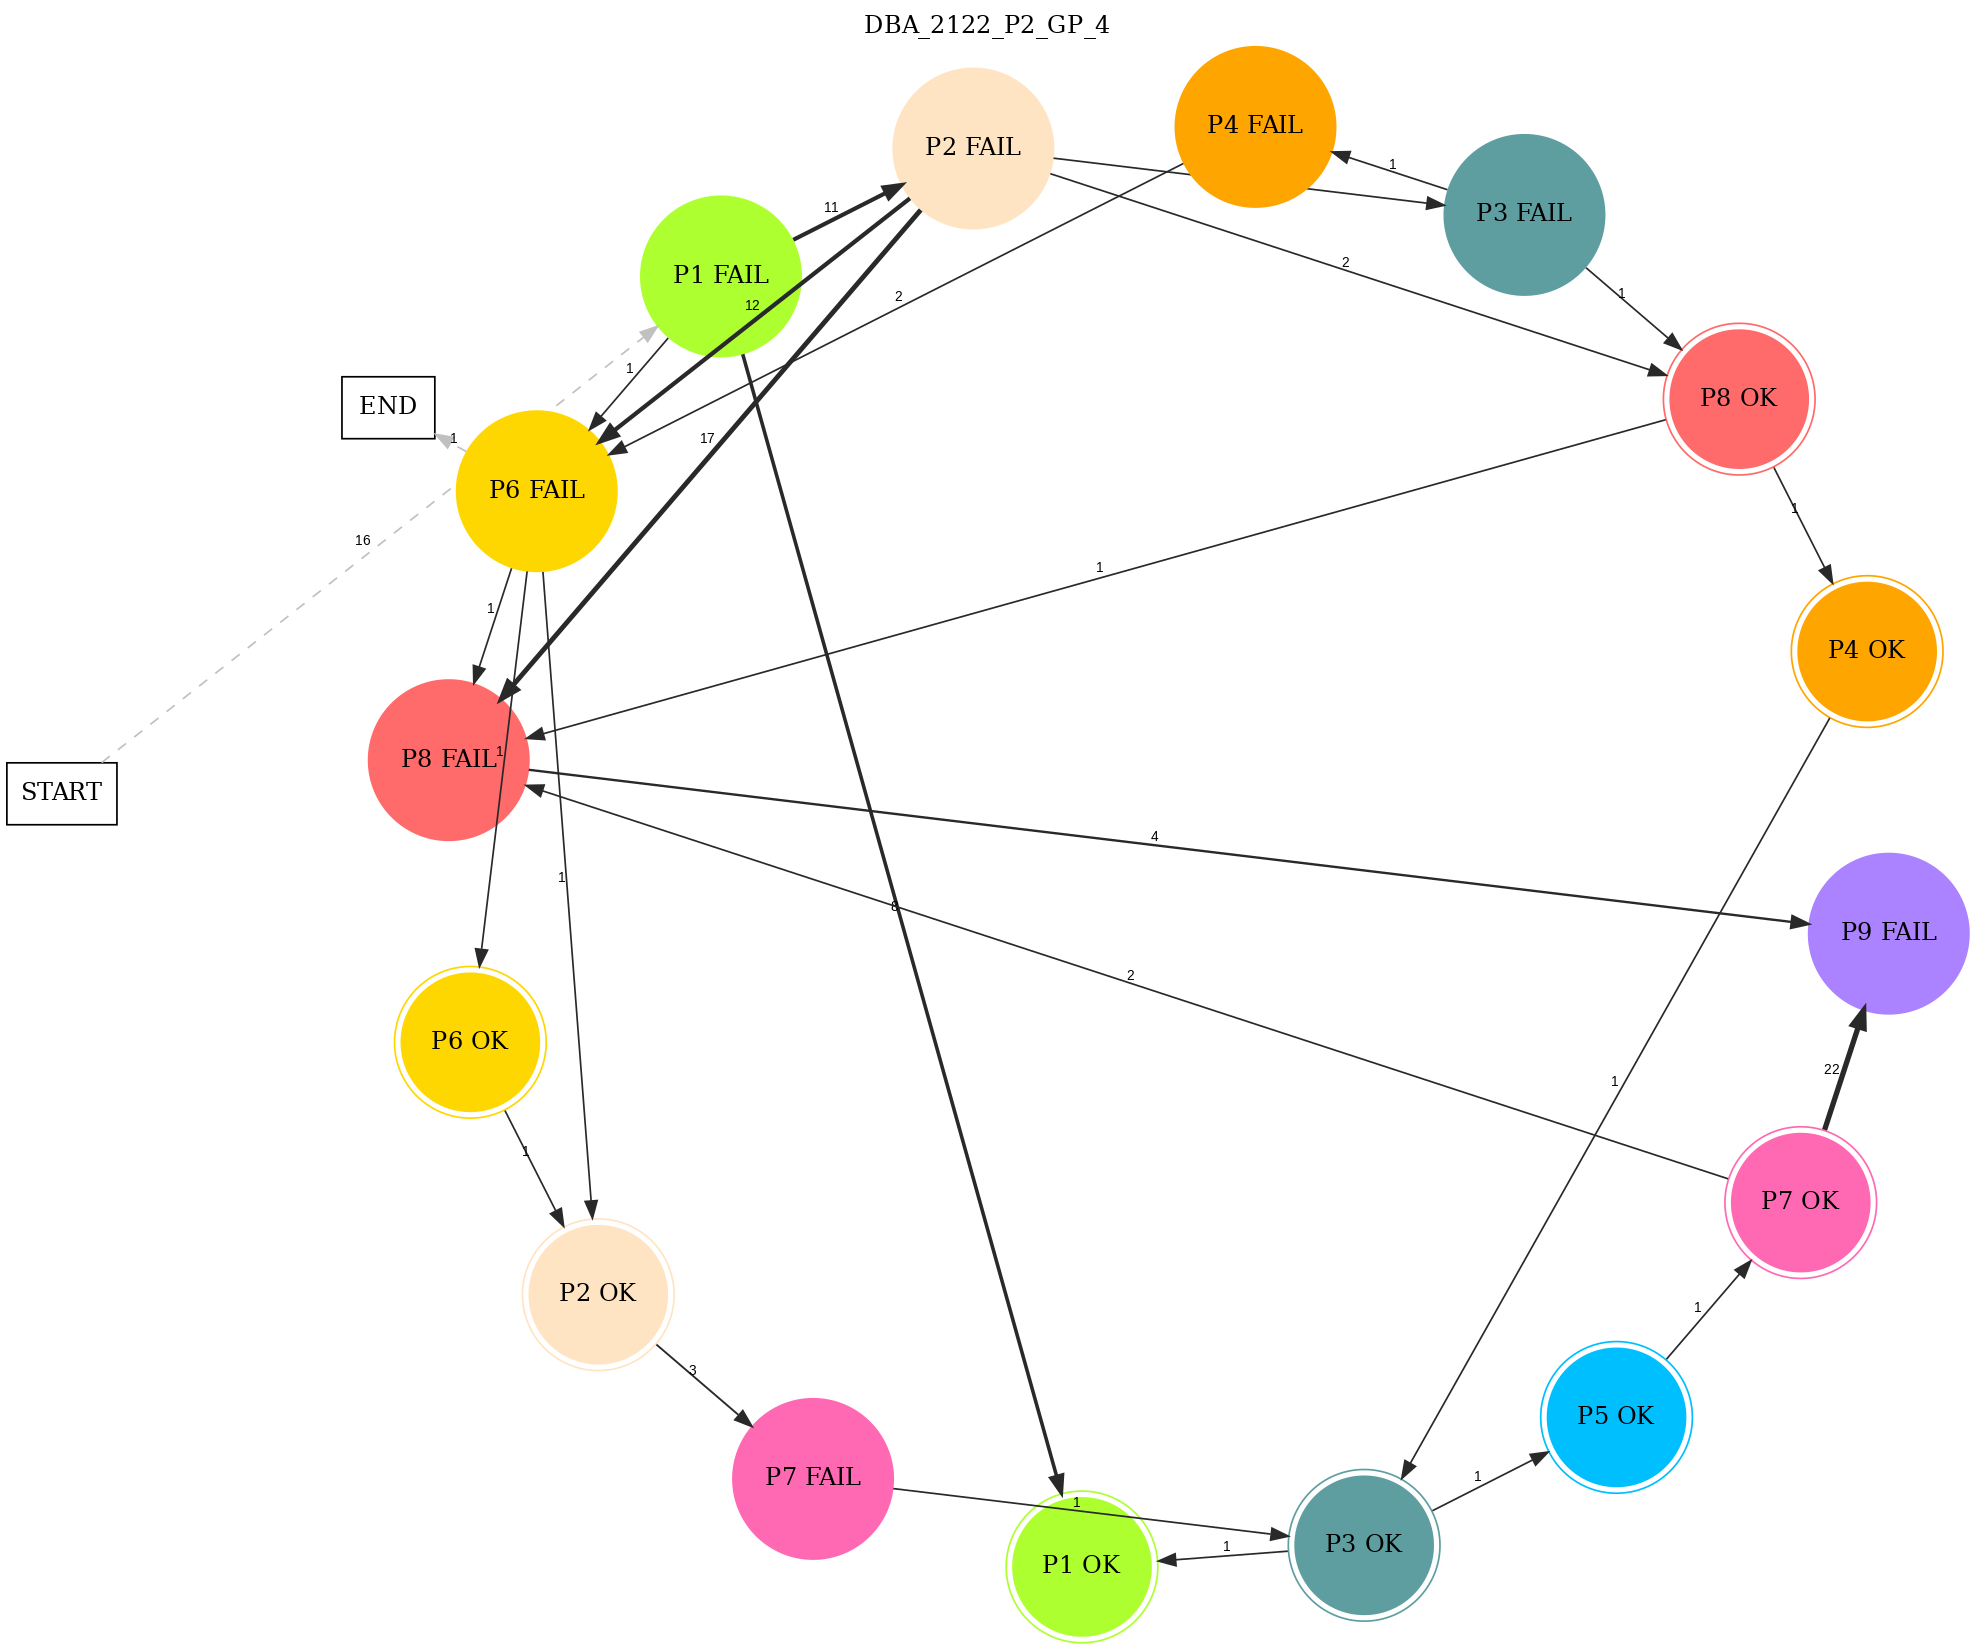 DBA_2122_P2_GP_4
P4 FAIL
P2 FAIL
1
P3 FAIL
11
2
P1 FAIL
2
1
12
P8 OK
1
END
17
1
P6 FAIL
1
16
1
1
P4 OK
1
P8 FAIL
START
4
1
8
P9 FAIL
2
P6 OK
22
1
1
P7 OK
P2 OK
1
3
P5 OK
P7 FAIL
1
1
P3 OK
1
P1 OK